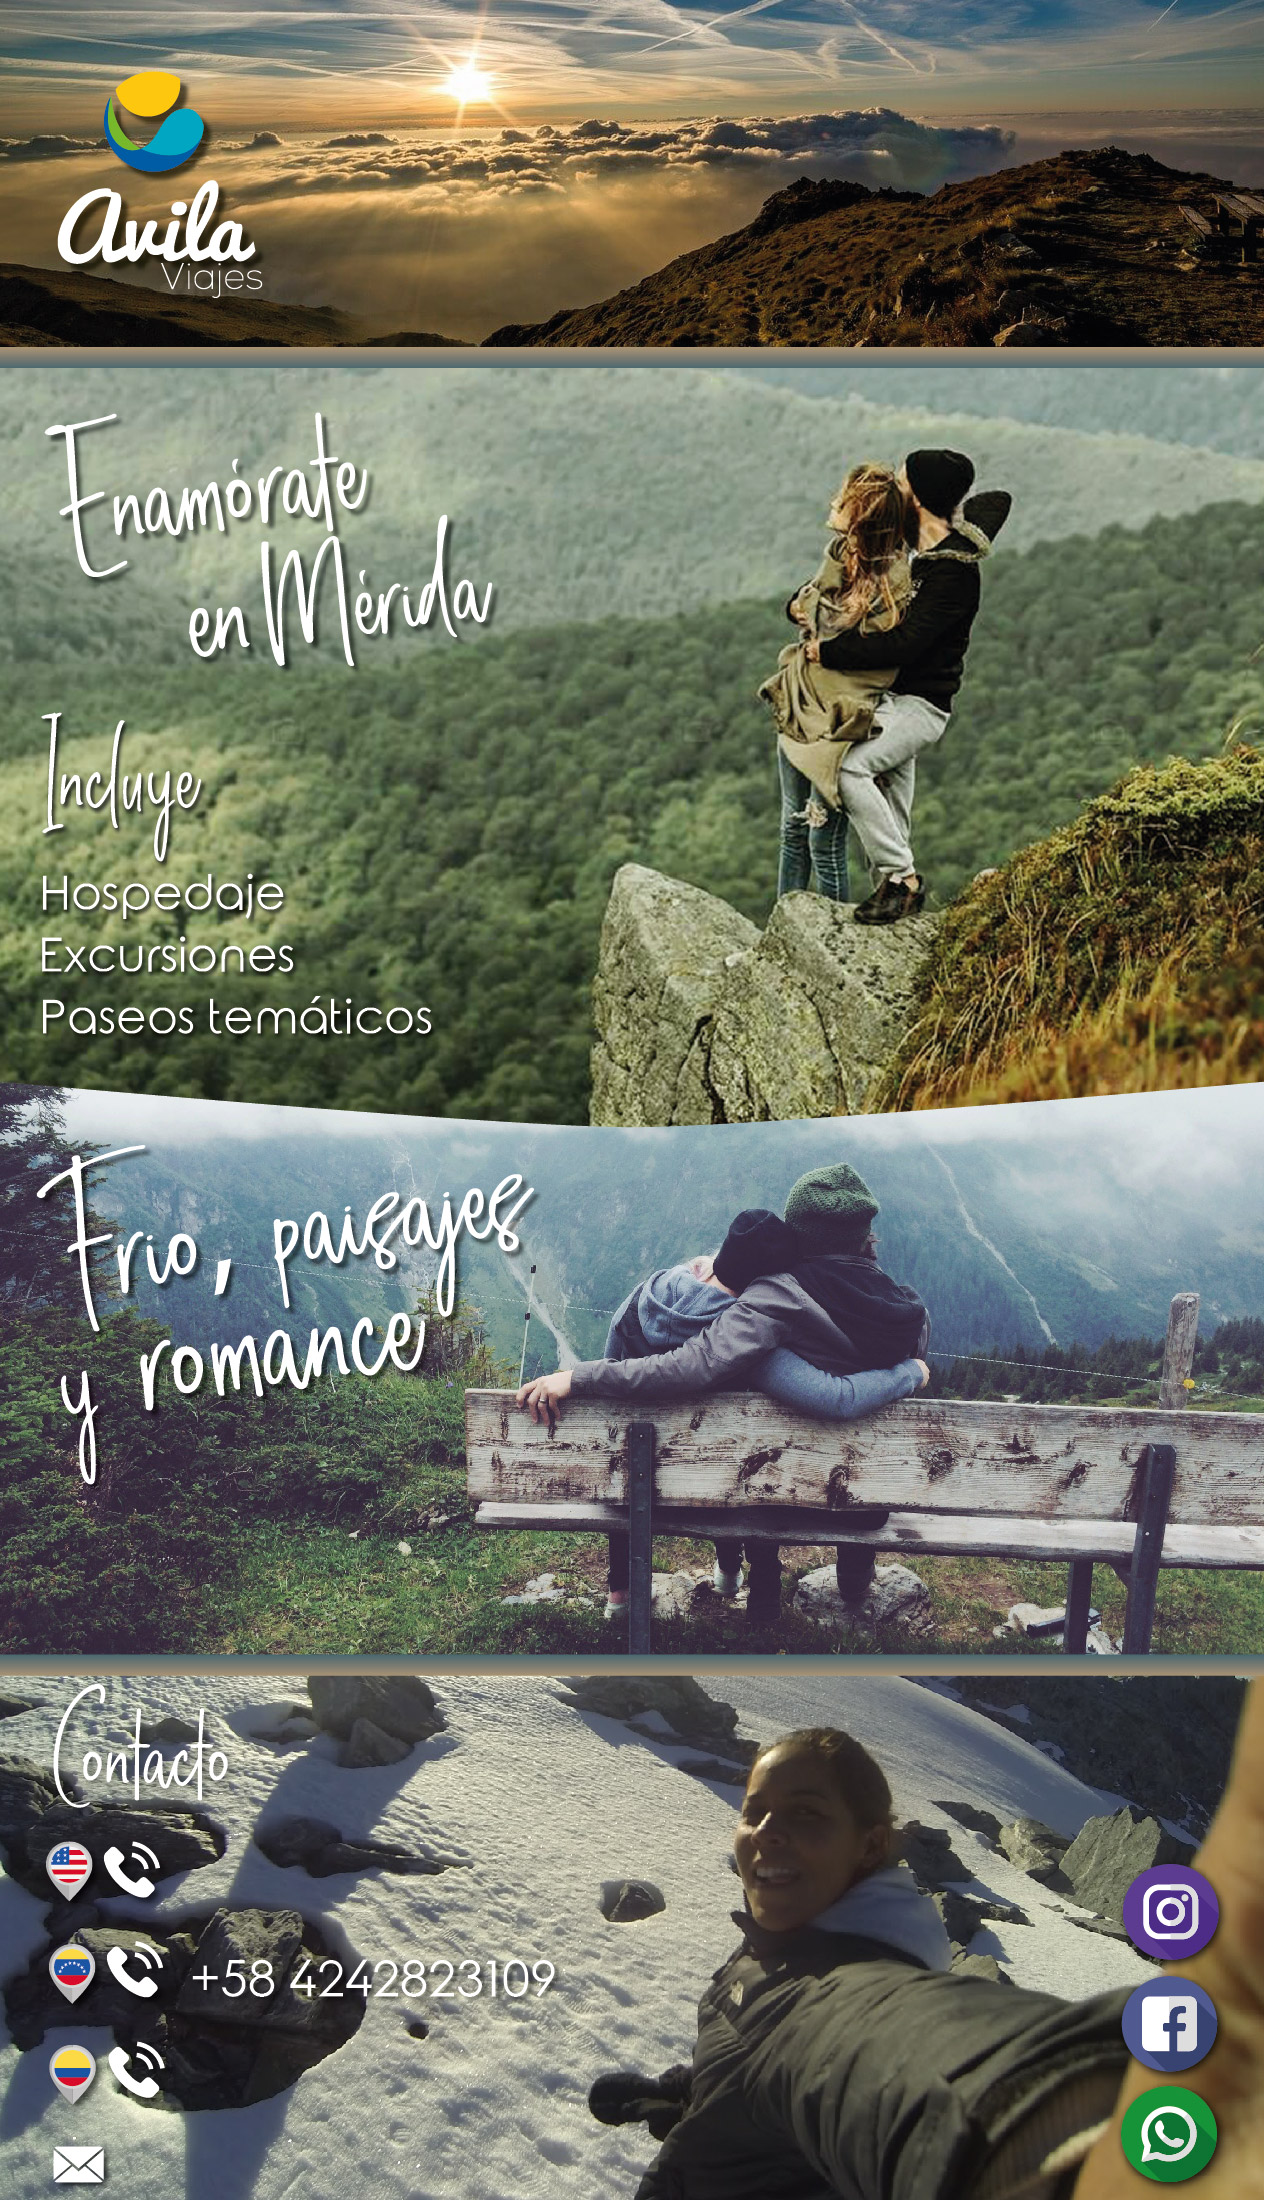 Avila
Viajes
Enamórate
en Mérida
Incluye
Hospedaje
Excursiones
Paseos temáticos
Frio, paisajes
y romance
Contacto
+58 4242823109